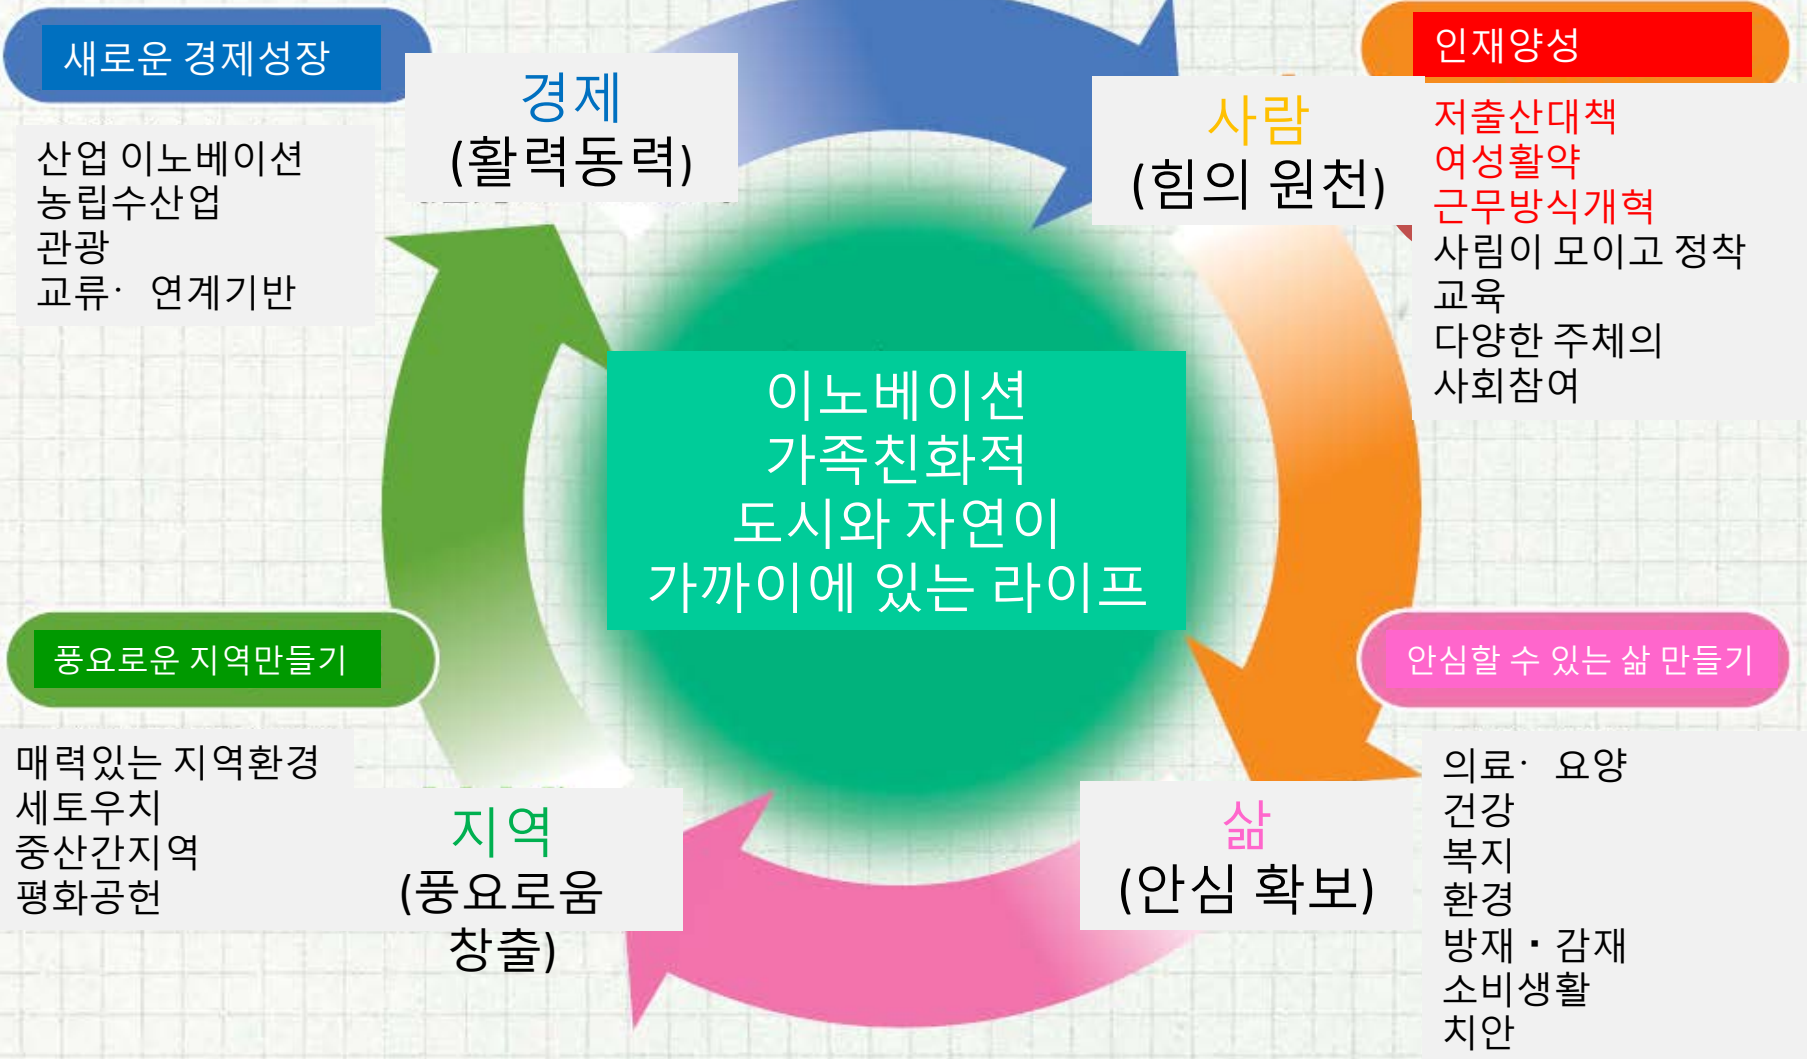 새로운 경제성장
산업 이노베이션
농립수산업
관광
교류· 연계기반
경제
(활력동력)
사람
(힘의 원천)
인재양성
저출산대책
여성활약
근무방식개혁
사림이 모이고 정착
교육
다양한 주체의
사회참여
이노베이션
가족친화적
도시와 자연이
가까이에 있는 라이프
풍요로운 지역만들기
매력있는 지역환경
세토우치
중산간지역
평화공헌
지역
(풍요로움
창출)
삶
(안심 확보)
안심할 수 있는 삶 만들기
의료· 요양
건강
복지
환경
방재・감재
소비생활
치안